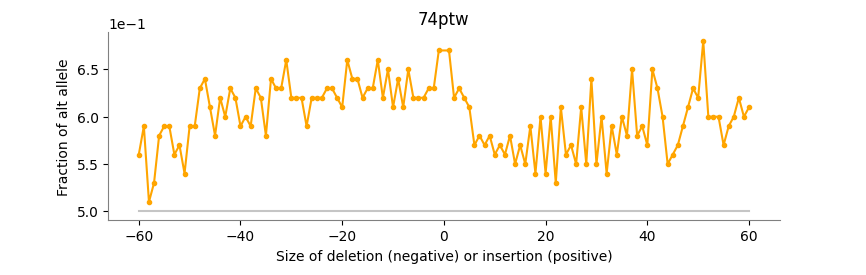 74ptw
1e−1
Fraction of alt allele
6.5
6.0
5.5
5.0
−60 −40 −20 0 20 40 60
Size of deletion (negative) or insertion (positive)